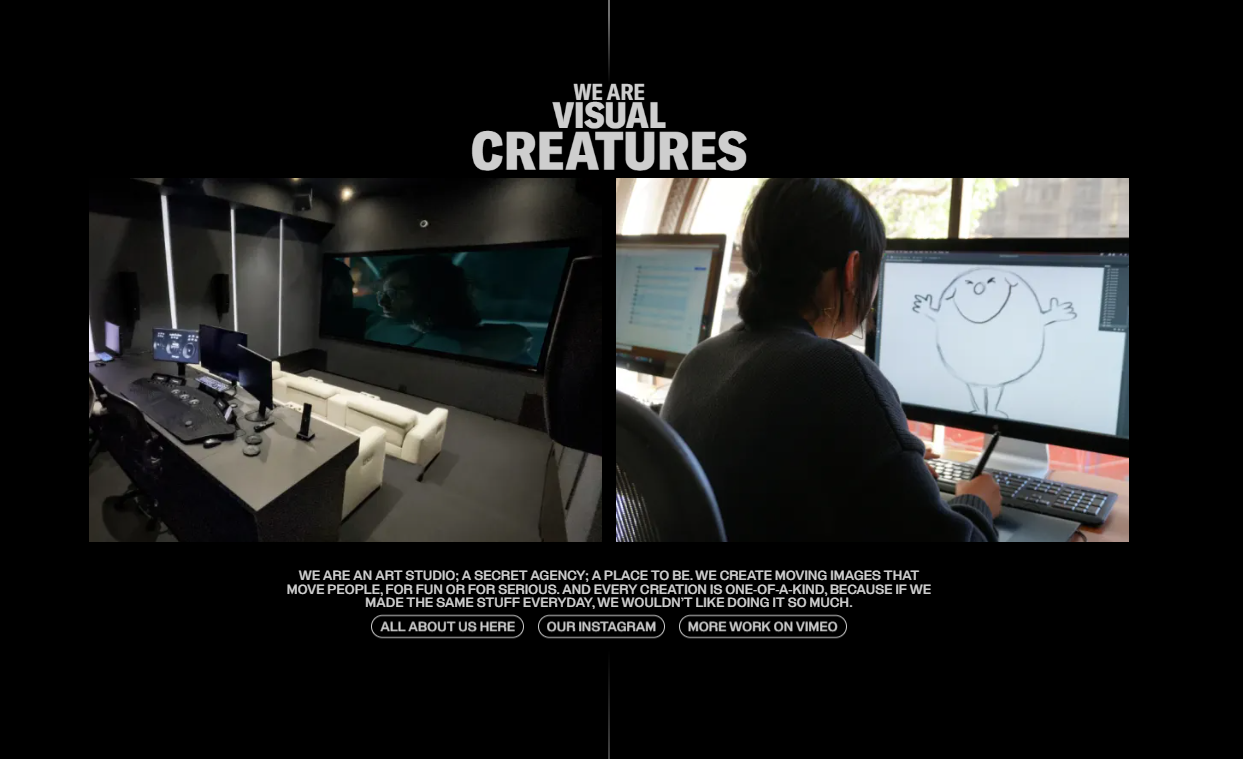 WE ARE
VISUAL
CREATURES
WE ARE AN ART STUDIO; A SECRET AGENCY; A PLACE TO BE. WE CREATE MOVING IMAGES THAT
MOVE PEOPLE, FOR FUN OR FOR SERIOUS. AND EVERY CREATION IS ONE-OF-A-KIND, BECAUSE IF WE
MADE THE SAME STUFF EVERYDAY, WE WOULDN'T LIKE DOING IT SO MUCH.
ALL ABOUT US HERE
OUR INSTAGRAM
MORE WORK ON VIMEO